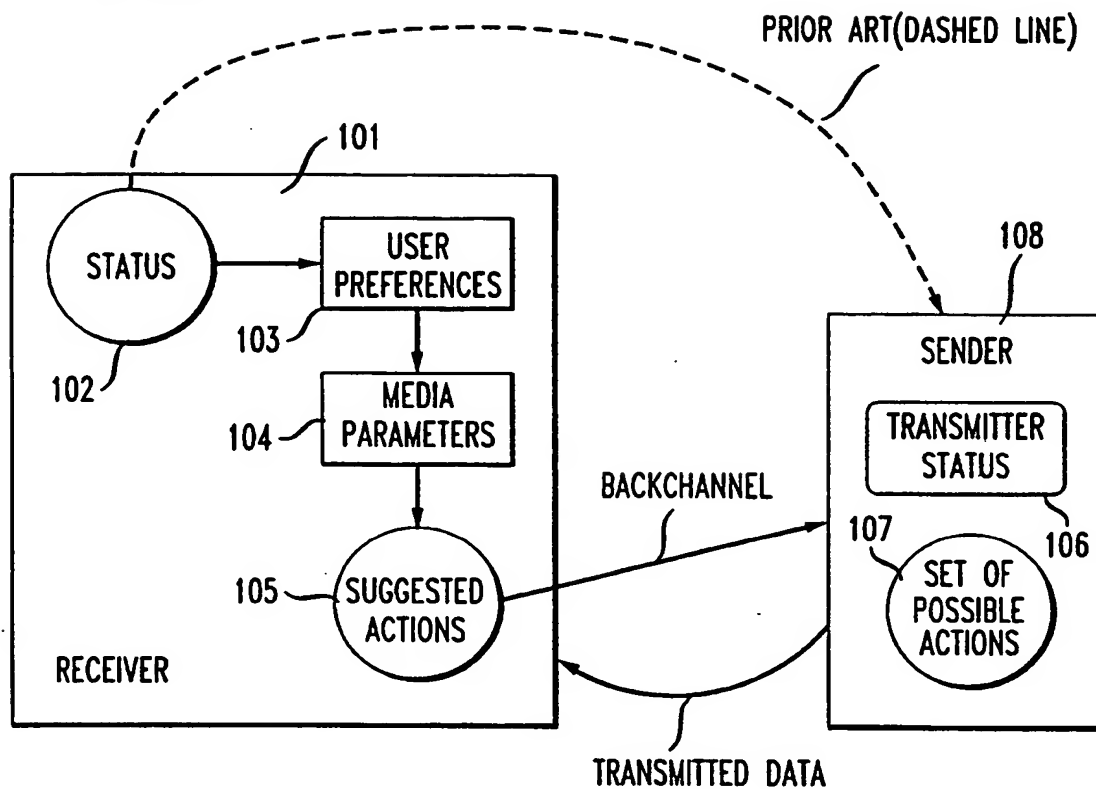 PRIOR ART(DASHED LINE)
101
STATUS
USER
PREFERENCES
103
102
108
SENDER
MEDIA
PARAMETERS
104
TRANSMITTER
STATUS
BACKCHANNEL
107
106
105
SUGGESTED
ACTIONS
SET OF
POSSIBLE
ACTIONS
RECEIVER
TRANSMITTED DATA